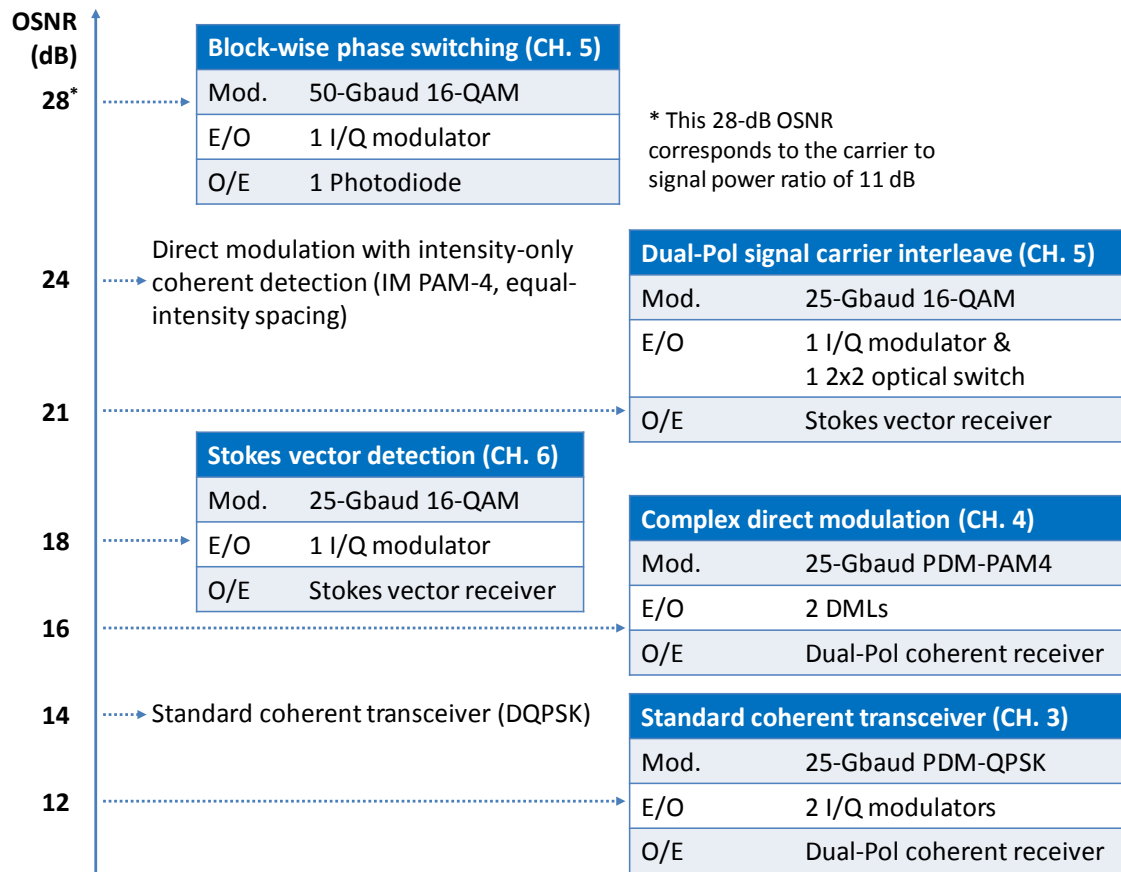 OSNR
(dB)
28*
Block-wise phase switching (CH. 5)
Mod. 50-Gbaud 16-QAM
E/O 1 I/Q modulator
O/E 1 Photodiode
* This 28-dB OSNR
corresponds to the carrier to
signal power ratio of 11 dB
24
Direct modulation with intensity-only
coherent detection (IM PAM-4, equal-
intensity spacing)
Dual-Pol signal carrier interleave (CH. 5)
Mod. 25-Gbaud 16-QAM
E/O 1 I/Q modulator &
1 2x2 optical switch
O/E Stokes vector receiver
21
Stokes vector detection (CH. 6)
Mod. 25-Gbaud 16-QAM
E/O 1 I/Q modulator
O/E Stokes vector receiver
18
Complex direct modulation (CH. 4)
Mod. 25-Gbaud PDM-PAM4
E/O 2 DMLs
O/E Dual-Pol coherent receiver
16
14
Standard coherent transceiver (DQPSK)
Standard coherent transceiver (CH. 3)
Mod. 25-Gbaud PDM-QPSK
E/O 2 I/Q modulators
O/E Dual-Pol coherent receiver
12